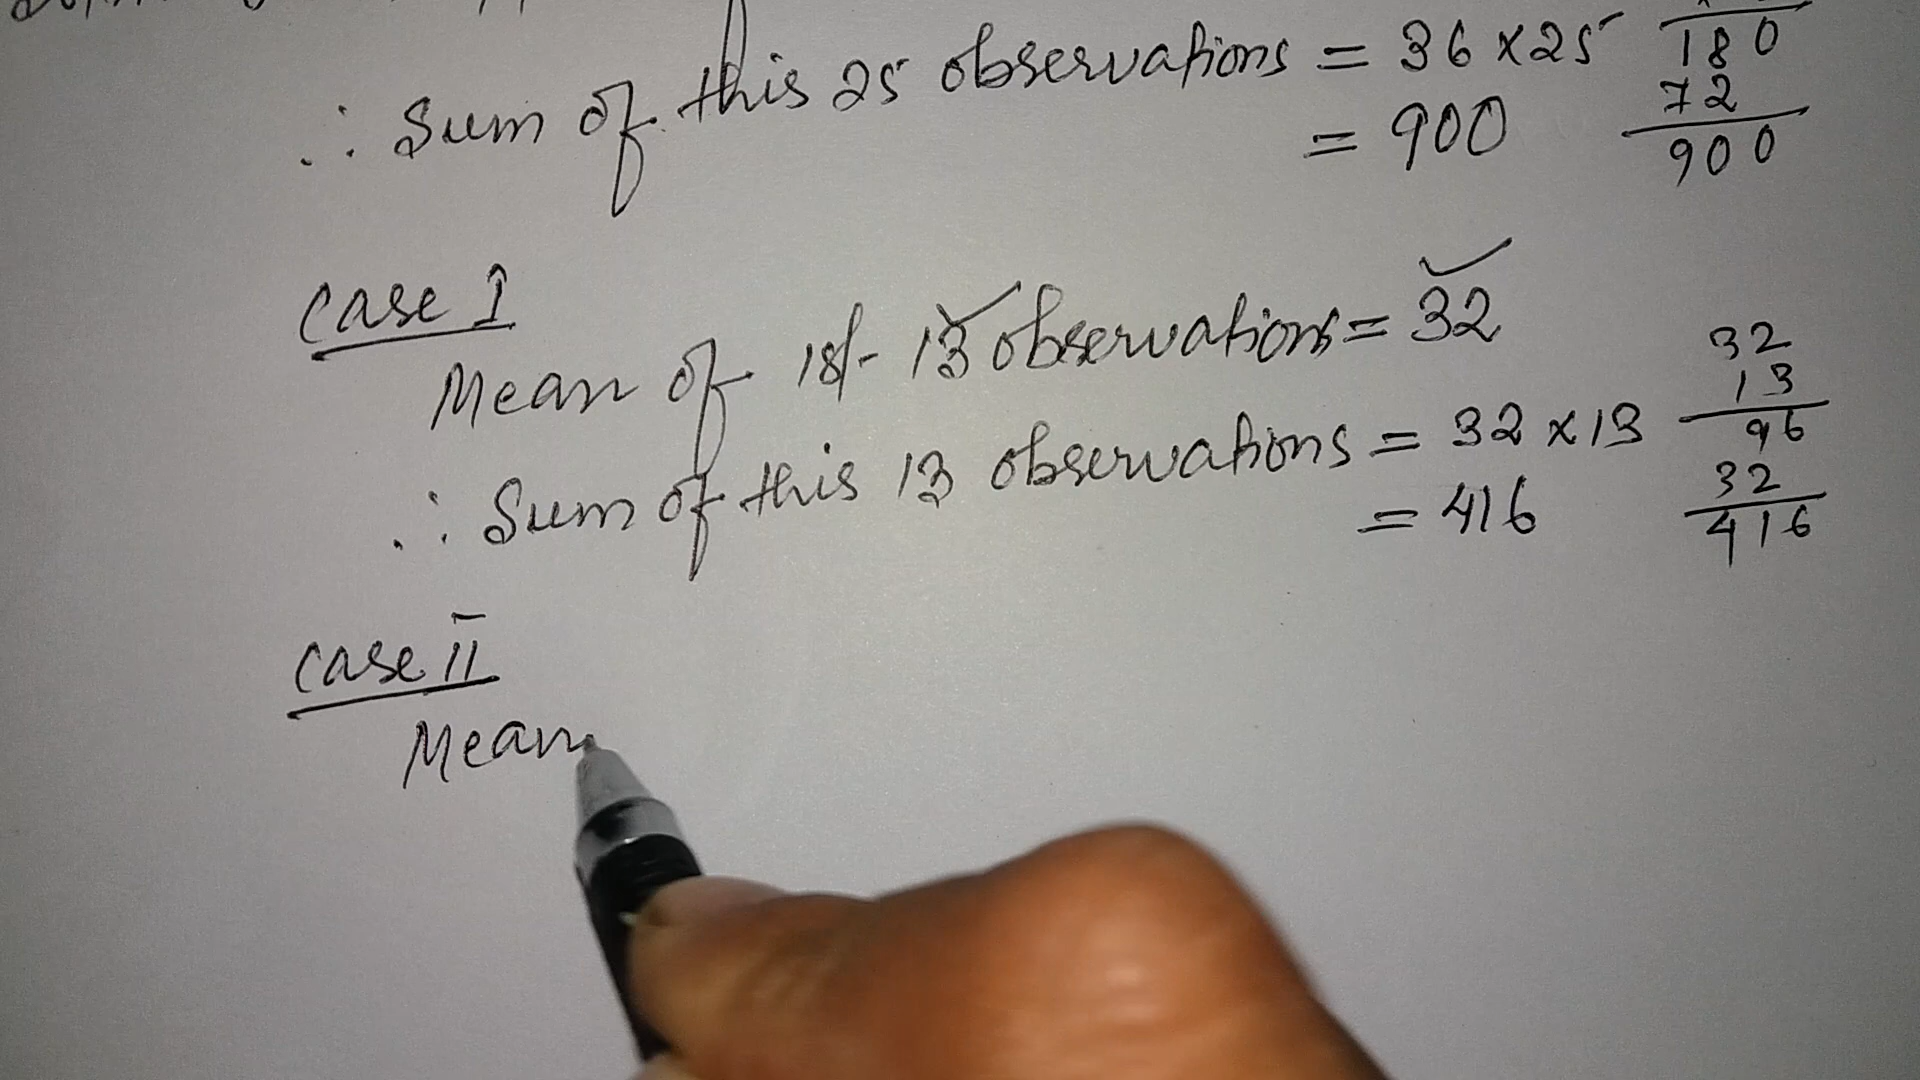 ∴ Sum of this 25 observations = 36 x 25
= 900
180
72
900
Case I
Mean of 1st 13 observations = 32
∴ Sum of this 13 observations = 32 x 13
= 416
32
13
96
32
416
Case II
Mean